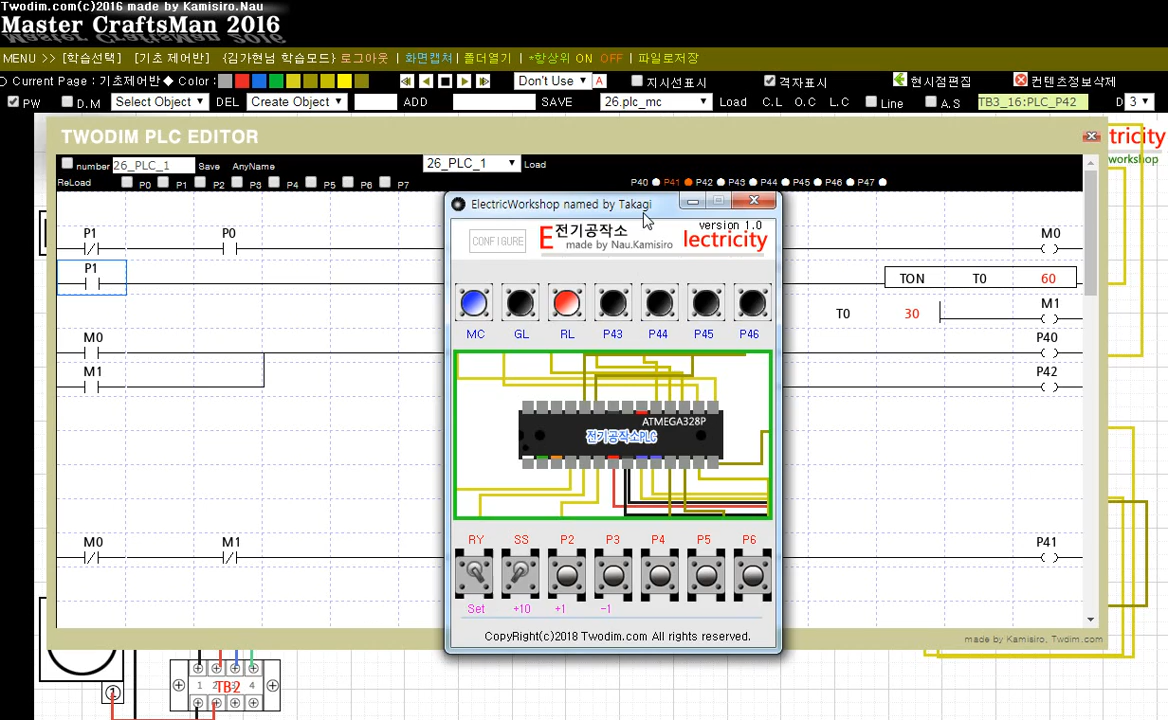 Twodim.com(c)2016 made by Kamisiro.Nau
Master CraftsMan 2016
MENU >> [학습선택] [기초 제어반] {김가현님 학습모드} 로그아웃 | 화면캡쳐 | 폴더열기 | *항상위 ON OFF | 파일로저장
Current Page : 기초제어반◆ Color : Don't Use A 지시선표시 격자표시 현시점편집 컨텐츠정보삭제
PW D.M Select Object DEL Create Object ADD SAVE 26.plc_mc Load C.L O.C L.C Line A.S TB3_16:PLC_P42 D 3
TWODIM PLC EDITOR
number 26_PLC_1 Save AnyName 26_PLC_1 Load
ReLoad P0 P1 P2 P3 P4 P5 P6 P7 P40 P41 P42 P43 P44 P45 P46 P47
tricity
workshop
ElectricWorkshop named by Takagi
CONFIGURE E전기공작소 version 1.0
made by Nau.Kamisiro lectricity
P1 P0 M0
P1 TON T0 60
T0 30 M1
MC GL RL P43 P44 P45 P46
M0 P40
M1 P42
ATMEGA328P
전기공작소PLC
M0 M1 P41
RY SS P2 P3 P4 P5 P6
Set +10 +1 -1
CopyRight(c)2018 Twodim.com All rights reserved.
made by Kamisiro, Twdim.com
1 TB2 4
1